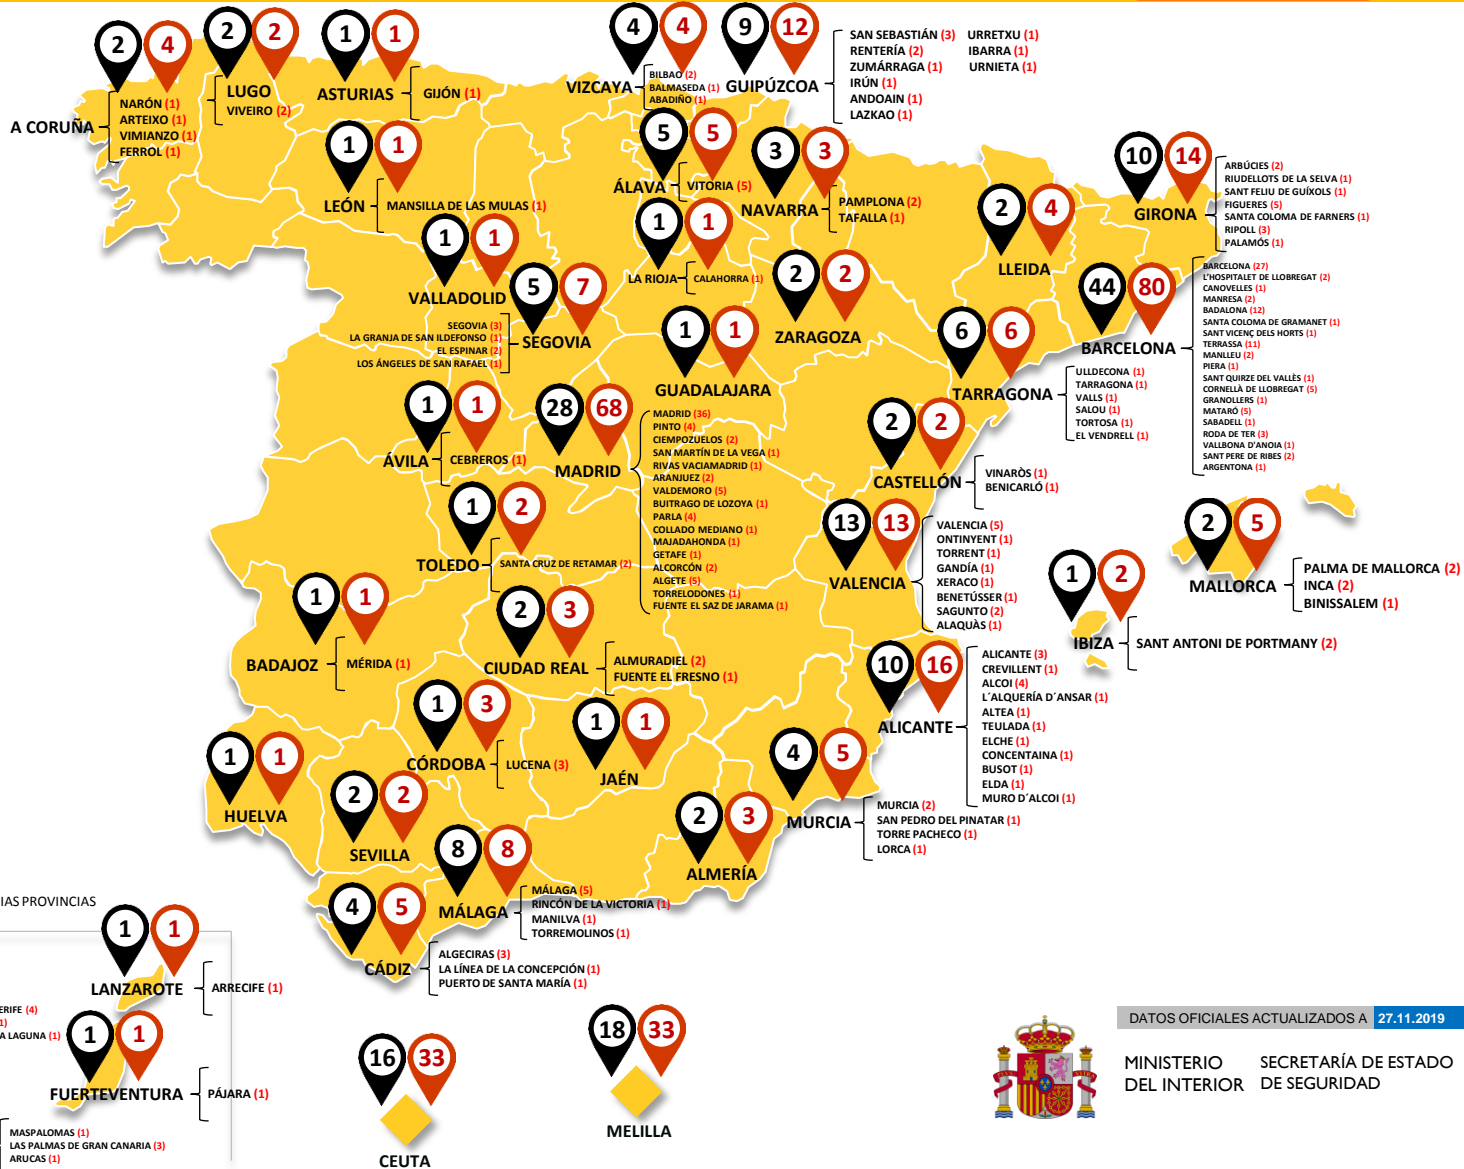 2 4
A CORUÑA
NARÓN (1)
ARTEIXO (1)
VIMIANZO (1)
FERROL (1)
2 2
LUGO
VIVEIRO (2)
1 1
ASTURIAS
GIJÓN (1)
4 4
VIZCAYA
BILBAO (2)
BALMASEDA (1)
ABADIÑO (1)
9 12
GUIPÚZCOA
SAN SEBASTIÁN (3) URRETXU (1)
RENTERÍA (2) IBARRA (1)
ZUMÁRRAGA (1) URNIETA (1)
IRÚN (1)
ANDOAIN (1)
LAZKAO (1)
1 1
LEÓN
MANSILLA DE LAS MULAS (1)
5 5
ÁLAVA
VITORIA (5)
3 3
NAVARRA
PAMPLONA (2)
TAFALLA (1)
10 14
GIRONA
ARBÚCIES (2)
RIUDELLOTS DE LA SELVA (1)
SANT FELIU DE GUÍXOLS (1)
FIGUERES (5)
SANTA COLOMA DE FARNERS (1)
RIPOLL (3)
PALAMÓS (1)
2 4
LLEIDA
1 1
VALLADOLID
1 1
LA RIOJA
CALAHORRA (1)
5 7
SEGOVIA
SEGOVIA (3)
LA GRANJA DE SAN ILDEFONSO (1)
EL ESPINAR (2)
LOS ÁNGELES DE SAN RAFAEL (1)
2 2
ZARAGOZA
44 80
BARCELONA
BARCELONA (27)
L'HOSPITALET DE LLOBREGAT (2)
CANOVELLES (1)
MANRESA (2)
BADALONA (12)
SANTA COLOMA DE GRAMANET (1)
SANT VICENÇ DELS HORTS (1)
TERRASSA (11)
MANLLEU (2)
PIERA (1)
SANT QUIRZE DEL VALLÈS (1)
CORNELLÀ DE LLOBREGAT (5)
GRANOLLERS (1)
MATARÓ (5)
SABADELL (1)
RODA DE TER (3)
VALLBONA D'ANOIA (1)
SANT PERE DE RIBES (2)
ARGENTONA (1)
1 1
GUADALAJARA
6 6
TARRAGONA
ULLDECONA (1)
TARRAGONA (1)
VALLS (1)
SALOU (1)
TORTOSA (1)
EL VENDRELL (1)
1 1
ÁVILA
CEBREROS (1)
28 68
MADRID
MADRID (36)
PINTO (4)
CIEMPOZUELOS (2)
SAN MARTÍN DE LA VEGA (1)
RIVAS VACIAMADRID (1)
ARANJUEZ (2)
VALDEMORO (5)
BUITRAGO DE LOZOYA (1)
PARLA (4)
COLLADO MEDIANO (1)
MAJADAHONDA (1)
GETAFE (1)
ALCORCÓN (2)
ALGETE (5)
TORRELODONES (1)
FUENTE EL SAZ DE JARAMA (1)
2 2
CASTELLÓN
VINARÒS (1)
BENICARLÓ (1)
1 2
TOLEDO
SANTA CRUZ DE RETAMAR (2)
13 13
VALENCIA
VALENCIA (5)
ONTINYENT (1)
TORRENT (1)
GANDÍA (1)
XERACO (1)
BENETÚSSER (1)
SAGUNTO (2)
ALAQUÀS (1)
2 5
MALLORCA
PALMA DE MALLORCA (2)
INCA (2)
BINISSALEM (1)
1 2
IBIZA
SANT ANTONI DE PORTMANY (2)
1 1
BADAJOZ
MÉRIDA (1)
2 3
CIUDAD REAL
ALMURADIEL (2)
FUENTE EL FRESNO (1)
10 16
ALICANTE
ALICANTE (3)
CREVILLENT (1)
ALCOI (4)
L´ALQUERÍA D´ANSAR (1)
ALTEA (1)
TEULADA (1)
ELCHE (1)
CONCENTAINA (1)
BUSOT (1)
ELDA (1)
MURO D´ALCOI (1)
1 3
CÓRDOBA
LUCENA (3)
1 1
JAÉN
1 1
HUELVA
2 2
SEVILLA
4 5
MURCIA
MURCIA (2)
SAN PEDRO DEL PINATAR (1)
TORRE PACHECO (1)
LORCA (1)
2 3
ALMERÍA
8 8
MÁLAGA
MÁLAGA (5)
RINCÓN DE LA VICTORIA (1)
MANILVA (1)
TORREMOLINOS (1)
4 5
CÁDIZ
ALGECIRAS (3)
LA LÍNEA DE LA CONCEPCIÓN (1)
PUERTO DE SANTA MARÍA (1)
IAS PROVINCIAS
1 1
LANZAROTE
ARRECIFE (1)
ERIFE (4)
1)
A LAGUNA (1)
1 1
FUERTEVENTURA
PÁJARA (1)
MASPALOMAS (1)
LAS PALMAS DE GRAN CANARIA (3)
ARUCAS (1)
16 33
CEUTA
18 33
MELILLA
DATOS OFICIALES ACTUALIZADOS A 27.11.2019
MINISTERIO DEL INTERIOR
SECRETARÍA DE ESTADO DE SEGURIDAD